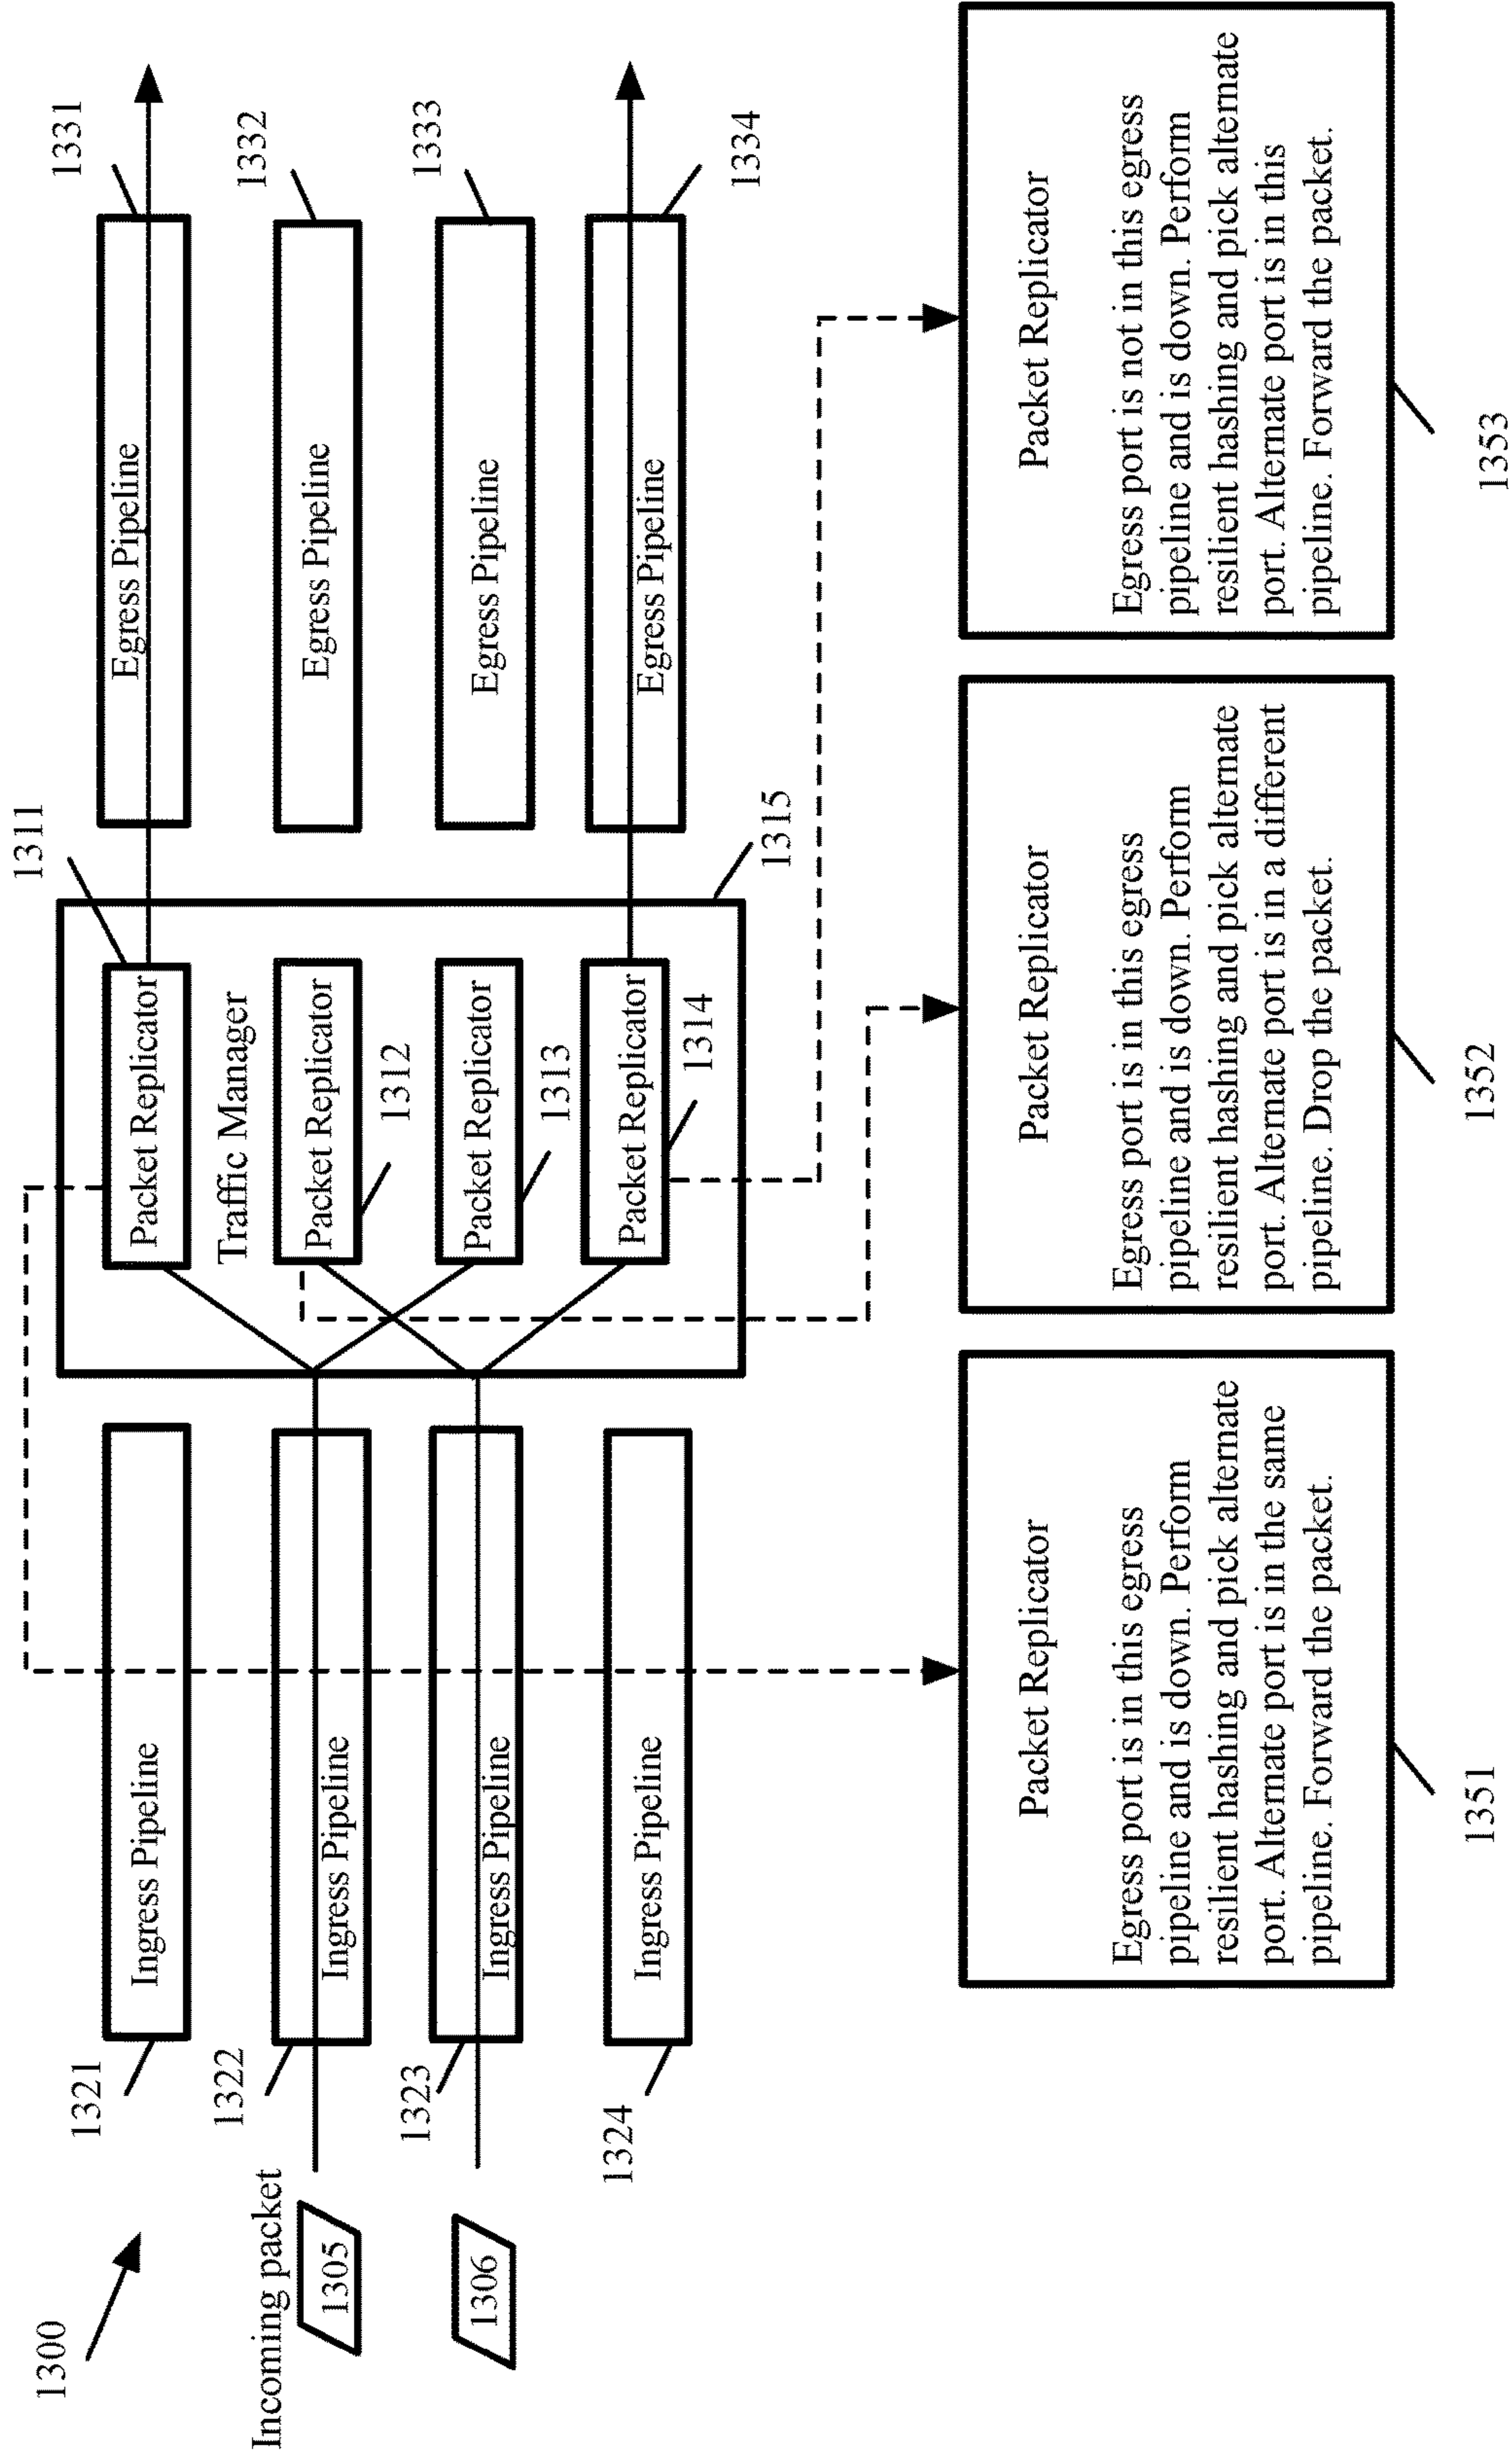 1300
Incoming packet
1305
1306
1321
1322
1323
1324
Ingress Pipeline
Ingress Pipeline
Ingress Pipeline
Ingress Pipeline
1311
Packet Replicator
Traffic Manager
Packet Replicator
1312
Packet Replicator
1313
Packet Replicator
1314
1315
Egress Pipeline
1331
Egress Pipeline
1332
Egress Pipeline
1333
Egress Pipeline
1334
Packet Replicator
Egress port is in this egress
pipeline and is down. Perform
resilient hashing and pick alternate
port. Alternate port is in the same
pipeline. Forward the packet.
1351
Packet Replicator
Egress port is in this egress
pipeline and is down. Perform
resilient hashing and pick alternate
port. Alternate port is in a different
pipeline. Drop the packet.
1352
Packet Replicator
Egress port is not in this egress
pipeline and is down. Perform
resilient hashing and pick alternate
port. Alternate port is in this
pipeline. Forward the packet.
1353